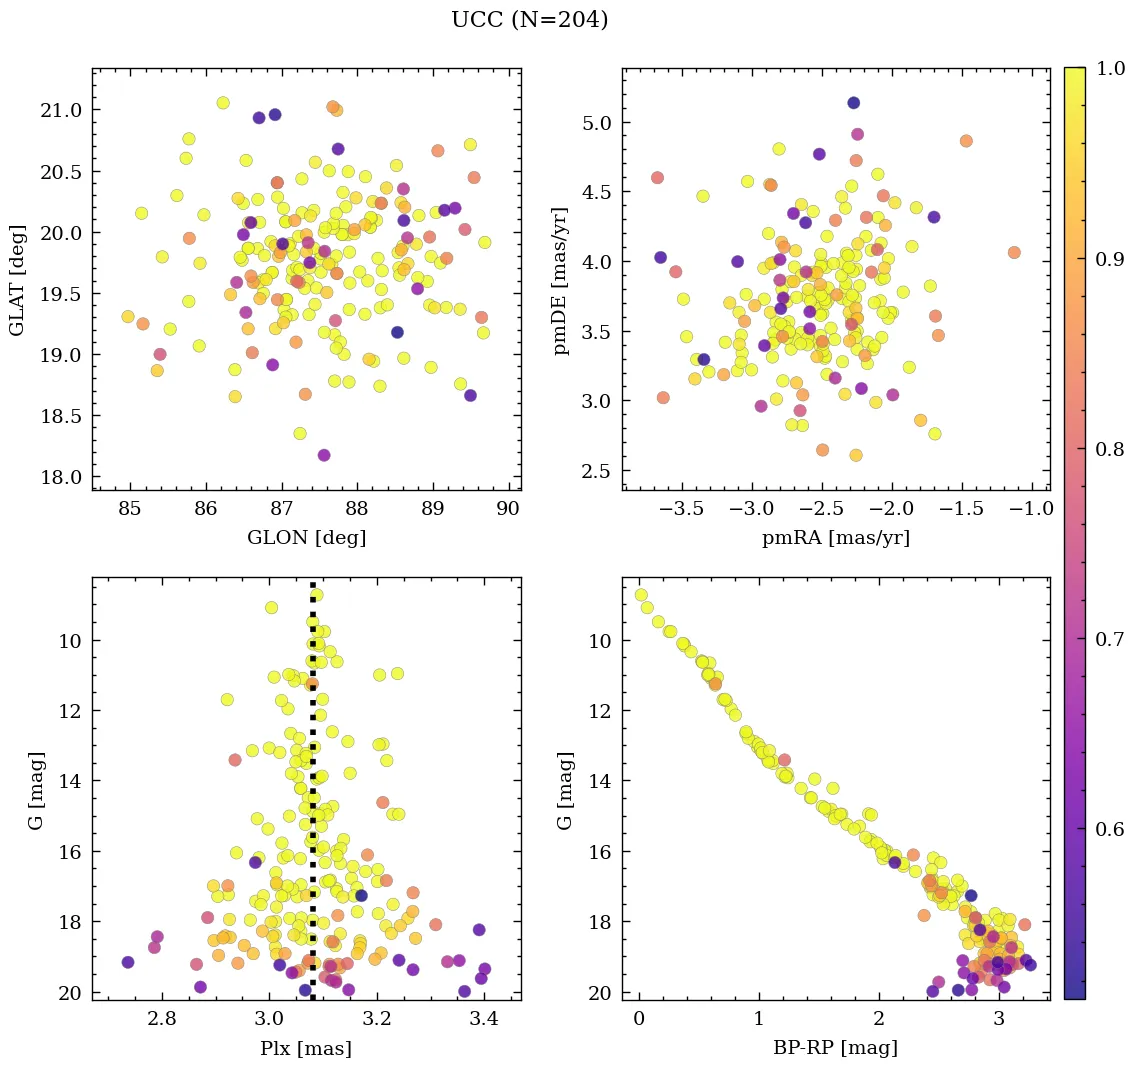 UCC (N=204)
21.0
20.5
20.0
19.5
19.0
18.5
18.0
GLAT [deg]
85 86 87 88 89 90
GLON [deg]
5.0
4.5
4.0
3.5
3.0
2.5
pmDE [mas/yr]
−3.5 −3.0 −2.5 −2.0 −1.5 −1.0
pmRA [mas/yr]
1.0
0.9
0.8
0.7
0.6
10
12
14
16
18
20
G [mag]
2.8 3.0 3.2 3.4
Plx [mas]
10
12
14
16
18
20
G [mag]
0 1 2 3
BP-RP [mag]